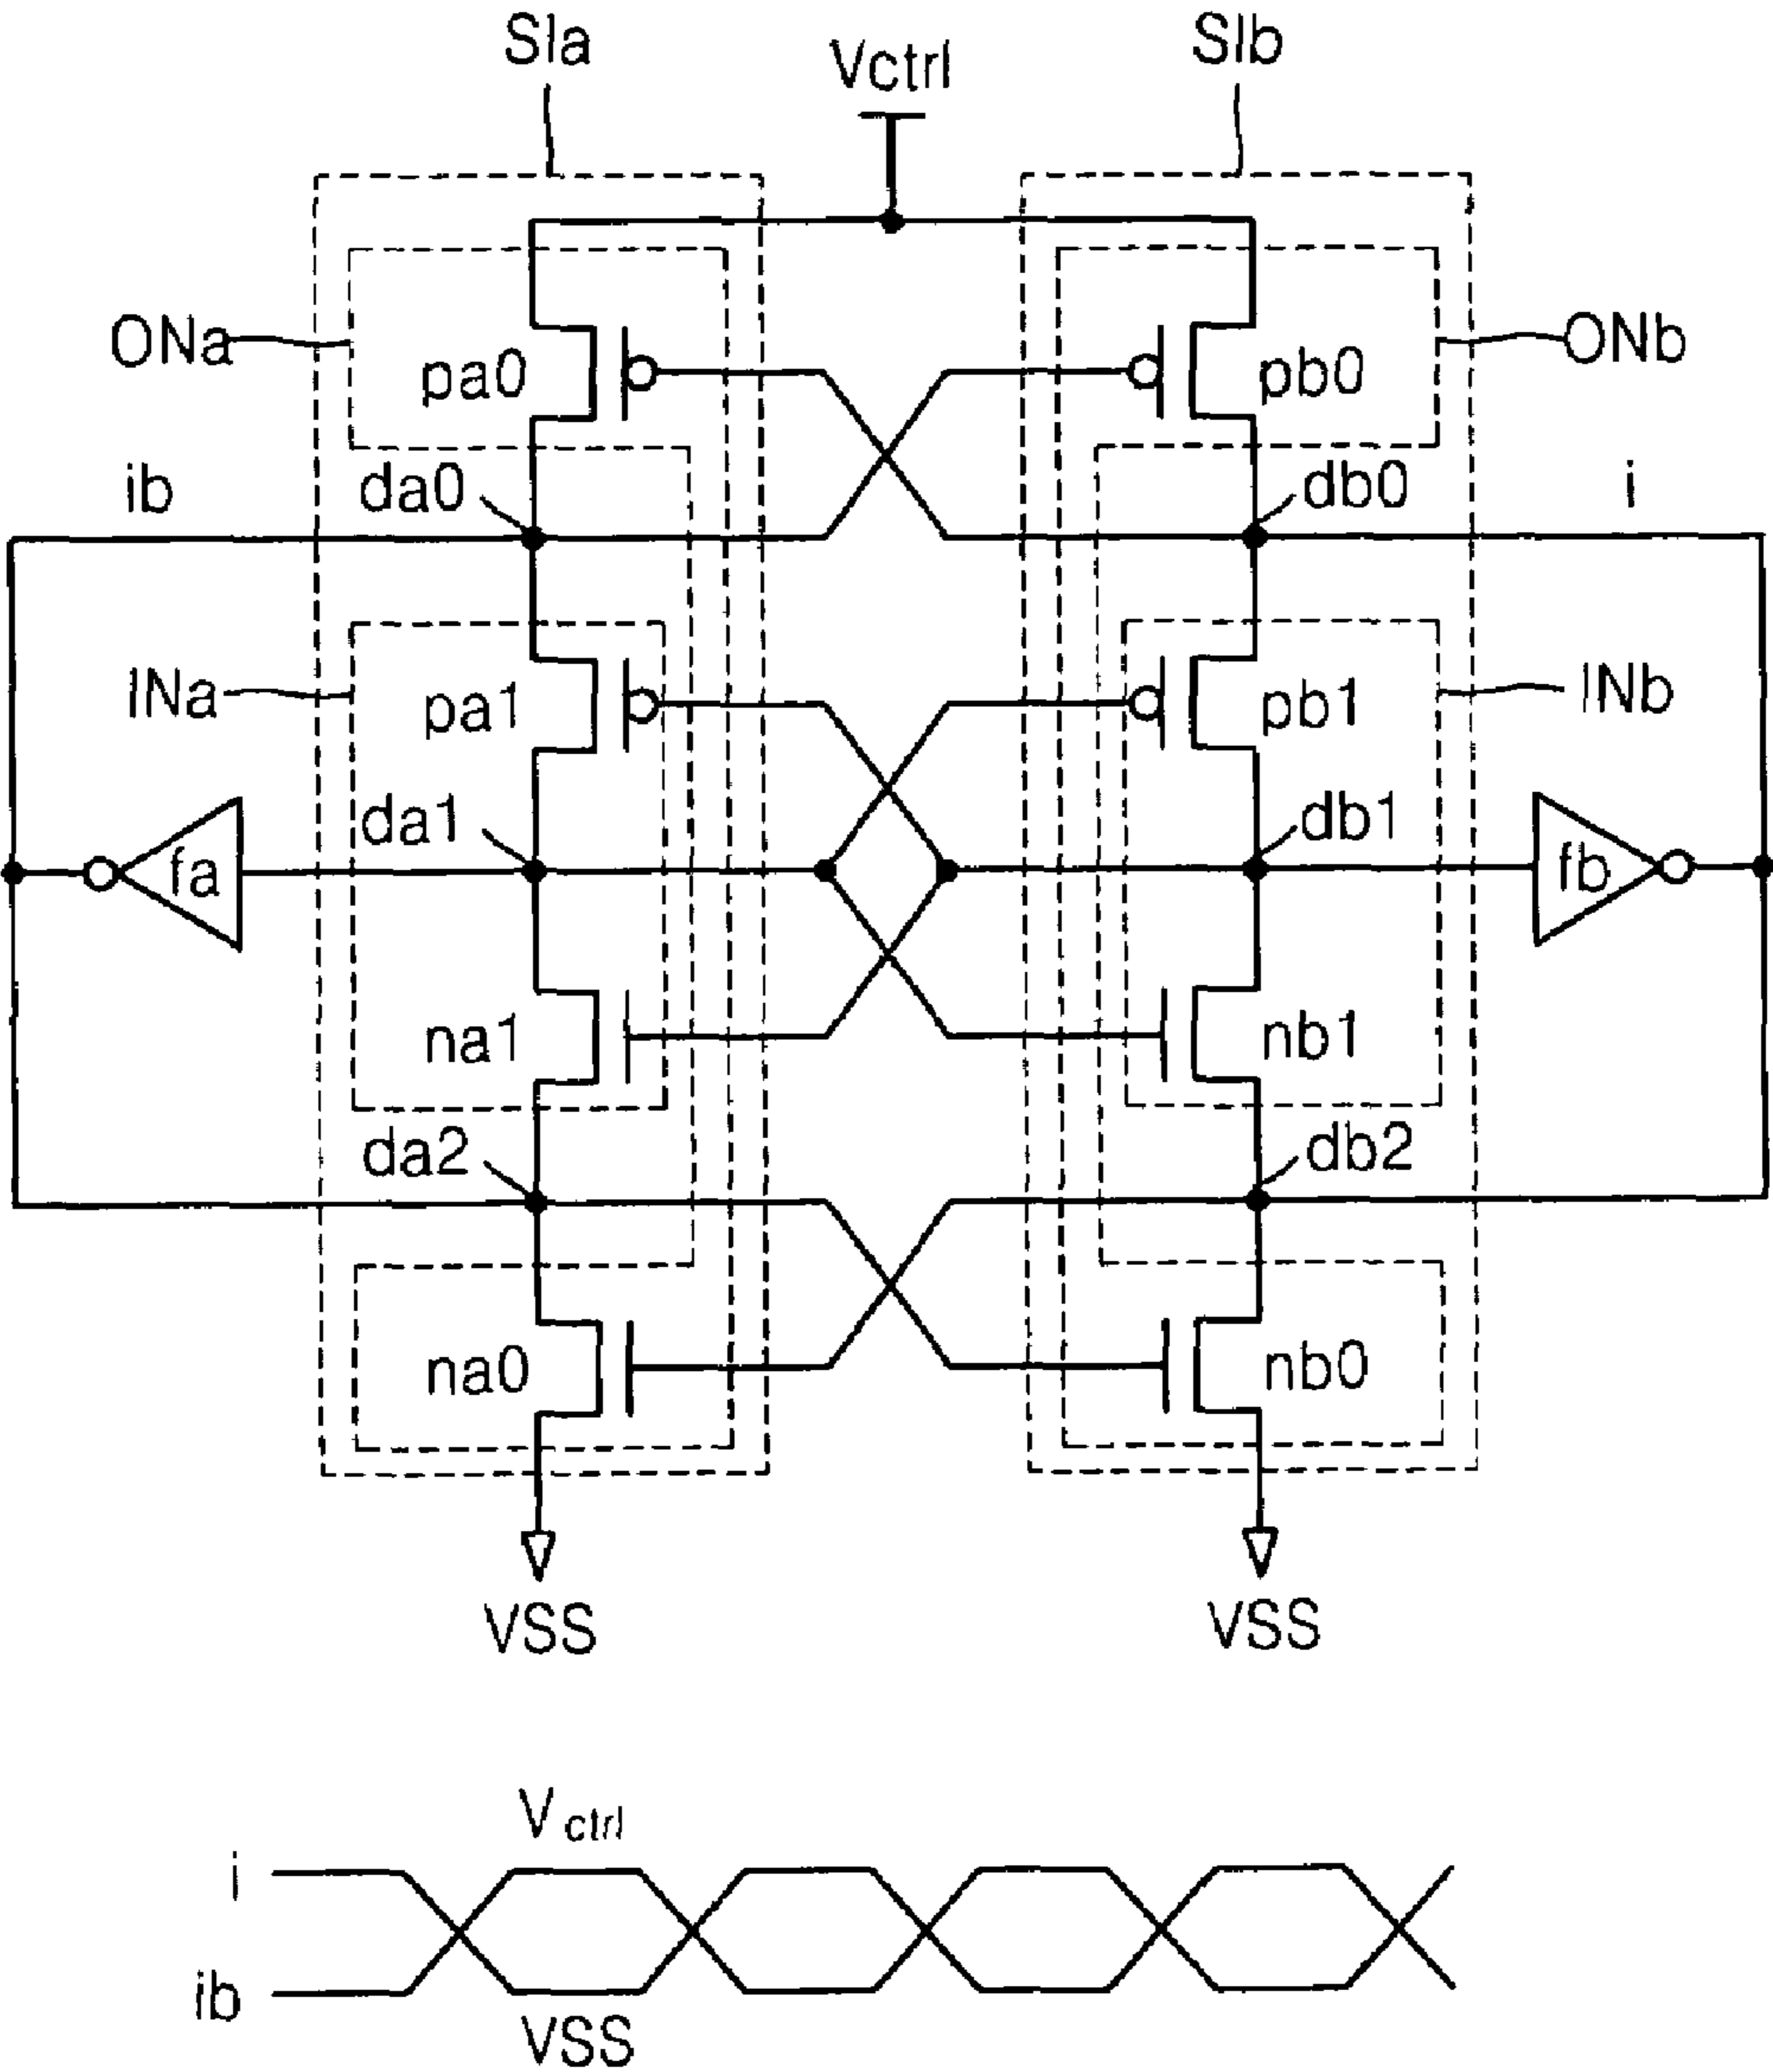 SIa
Vctrl
SIb
ONa
pa0
pb0
ONb
ib
da0
db0
i
INa
pa1
pb1
INb
da1
db1
fa
fb
na1
nb1
da2
db2
na0
nb0
VSS
VSS
Vctrl
i
ib
VSS